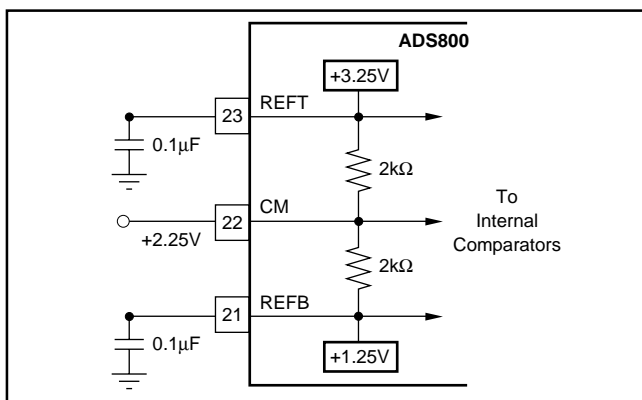 ADS800
+3.25V
REFT
23
0.1µF
2kΩ
To
Internal
Comparators
CM
22
+2.25V
2kΩ
REFB
21
0.1µF
+1.25V